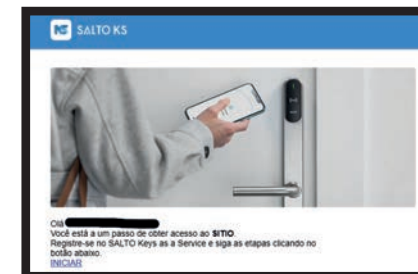 SALTO KS
Olá
Você está a um passo de obter acesso ao SITIO.
Registre-se no SALTO Keys as a Service e siga as etapas clicando no
botão abaixo.
INICIAR